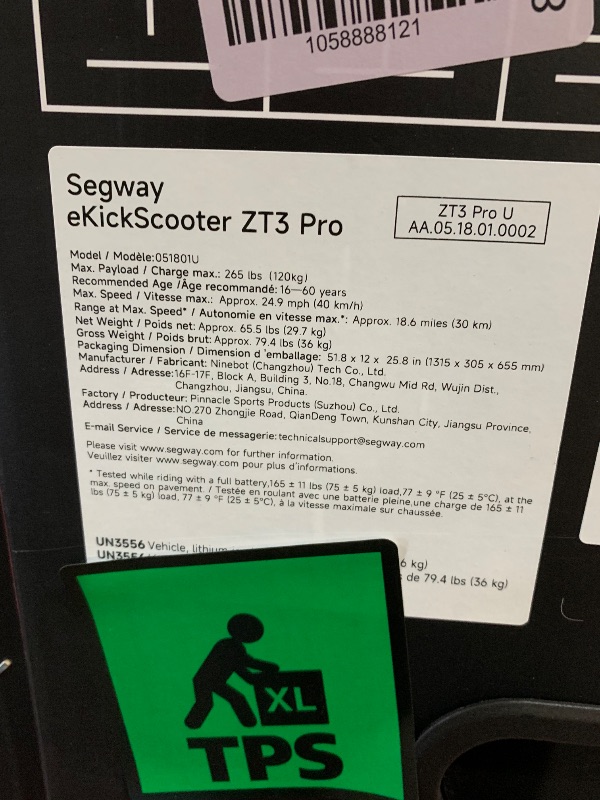 1058888121
Segway
eKickScooter ZT3 Pro
ZT3 Pro U
AA.05.18.01.0002
Model / Modèle:051801U
Max. Payload / Charge max.: 265 lbs (120kg)
Recommended Age /Âge recommandé: 16—60 years
Max. Speed / Vitesse max.: Approx. 24.9 mph (40 km/h)
Range at Max. Speed* / Autonomie en vitesse max.*: Approx. 18.6 miles (30 km)
Net Weight / Poids net: Approx. 65.5 lbs (29.7 kg)
Gross Weight / Poids brut: Approx. 79.4 lbs (36 kg)
Packaging Dimension / Dimension d'emballage: 51.8 x 12 x 25.8 in (1315 x 305 x 655 mm)
Manufacturer / Fabricant: Ninebot (Changzhou) Tech Co., Ltd.
Address / Adresse:16F-17F, Block A, Building 3, No.18, Changwu Mid Rd, Wujin Dist.,
Changzhou, Jiangsu, China.
Factory / Producteur: Pinnacle Sports Products (Suzhou) Co., Ltd.
Address / Adresse:NO.270 Zhongjie Road, QianDeng Town, Kunshan City, Jiangsu Province,
China
E-mail Service / Service de messagerie: technicalsupport@segway.com
Please visit www.segway.com for further information.
Veuillez visiter www.segway.com pour plus d'informations.
* Tested while riding with a full battery,165 ± 11 lbs (75 ± 5 kg) load,77 ± 9 °F (25 ± 5°C), at the
max. speed on pavement. / Testée en roulant avec une batterie pleine,une charge de 165 ± 11
lbs (75 ± 5 kg) load, 77 ± 9 °F (25 ± 5°C), à la vitesse maximale sur chaussée.
UN3556 Vehicle, lithium 6 kg)
UN3556 de 79.4 lbs (36 kg)
XL
TPS